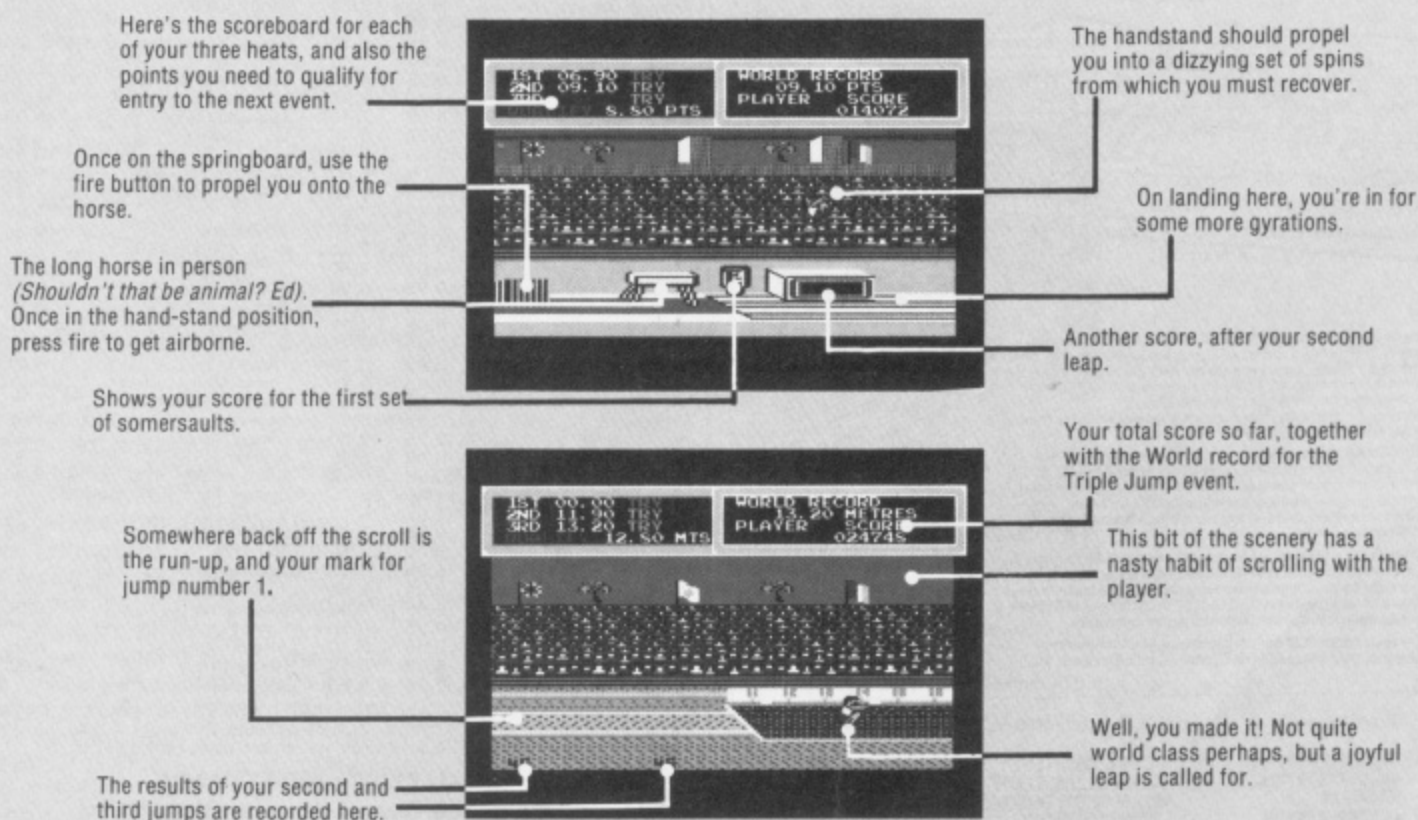 Here's the scoreboard for each
of your three heats, and also the
points you need to qualify for
entry to the next event.
Once on the springboard, use the
fire button to propel you onto the
horse.
The long horse in person
(Shouldn't that be animal? Ed).
Once in the hand-stand position,
press fire to get airborne.
Shows your score for the first set
of somersaults.
1ST 06.90 TRY
2ND 09.10 TRY
TRY
8.80 PTS
WORLD RECORD
09.10 PTS
PLAYER SCORE
014072
The handstand should propel
you into a dizzying set of spins
from which you must recover.
On landing here, you're in for
some more gyrations.
Another score, after your second
leap.
Somewhere back off the scroll is
the run-up, and your mark for
jump number 1.
The results of your second and
third jumps are recorded here.
1ST 00.00 TRY
2ND 11.90 TRY
3RD 13.20 TRY
12.80 MTS
WORLD RECORD
13.20 METRES
PLAYER SCORE
11 12 13
Your total score so far, together
with the World record for the
Triple Jump event.
This bit of the scenery has a
nasty habit of scrolling with the
player.
Well, you made it! Not quite
world class perhaps, but a joyful
leap is called for.